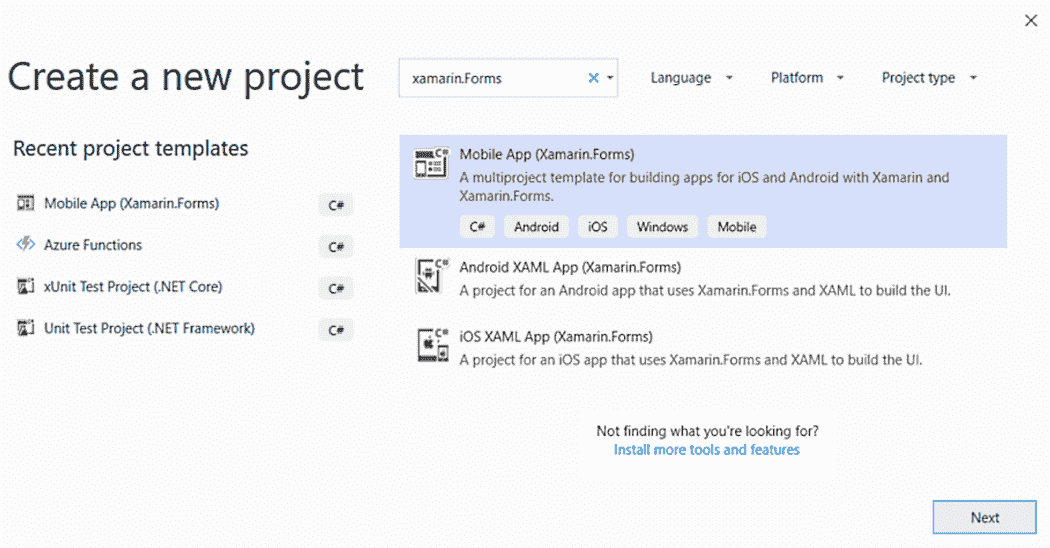 Create a new project
xamarin.Forms
Language
Platform
Project type
Recent project templates
Mobile App (Xamarin.Forms) C#
Azure Functions C#
xUnit Test Project (.NET Core) C#
Unit Test Project (.NET Framework) C#
C#
Mobile App (Xamarin.Forms)
A multiproject template for building apps for iOS and Android with Xamarin and
Xamarin.Forms.
C# Android iOS Windows Mobile
C#
Android XAML App (Xamarin.Forms)
A project for an Android app that uses Xamarin.Forms and XAML to build the UI.
C#
iOS XAML App (Xamarin.Forms)
A project for an iOS app that uses Xamarin.Forms and XAML to build the UI.
Not finding what you're looking for?
Install more tools and features
Next